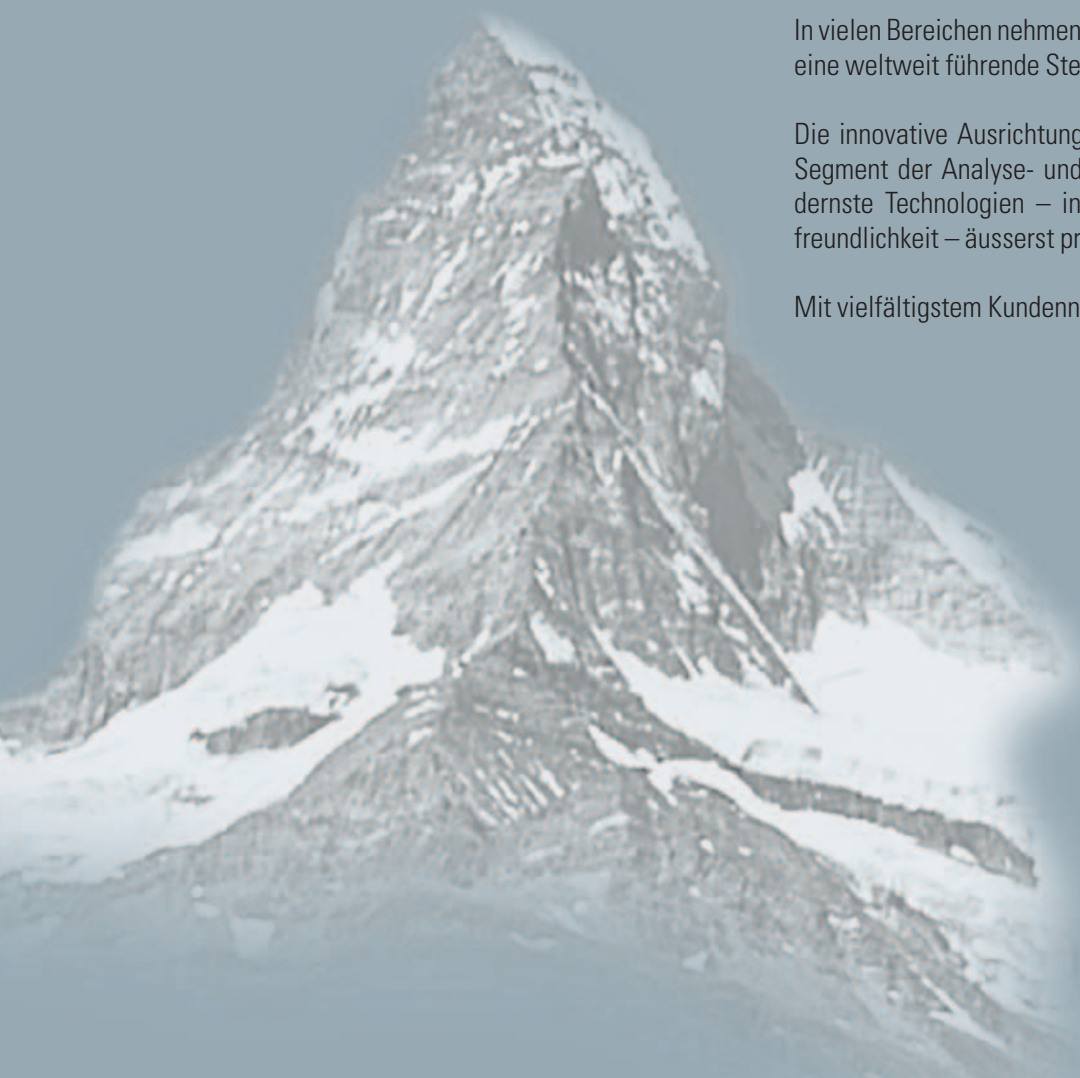 In vielen Bereichen nehmen
eine weltweit führende Ste
Die innovative Ausrichtung
Segment der Analyse- und
dernste Technologien – in
freundlichkeit – äusserst pr
Mit vielfältigstem Kundenn